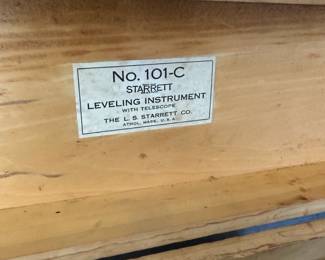 No. 101-C
STARRETT
LEVELING INSTRUMENT
WITH TELESCOPE
THE L. S. STARRETT CO.
ATHOL, MASS., U.S.A.